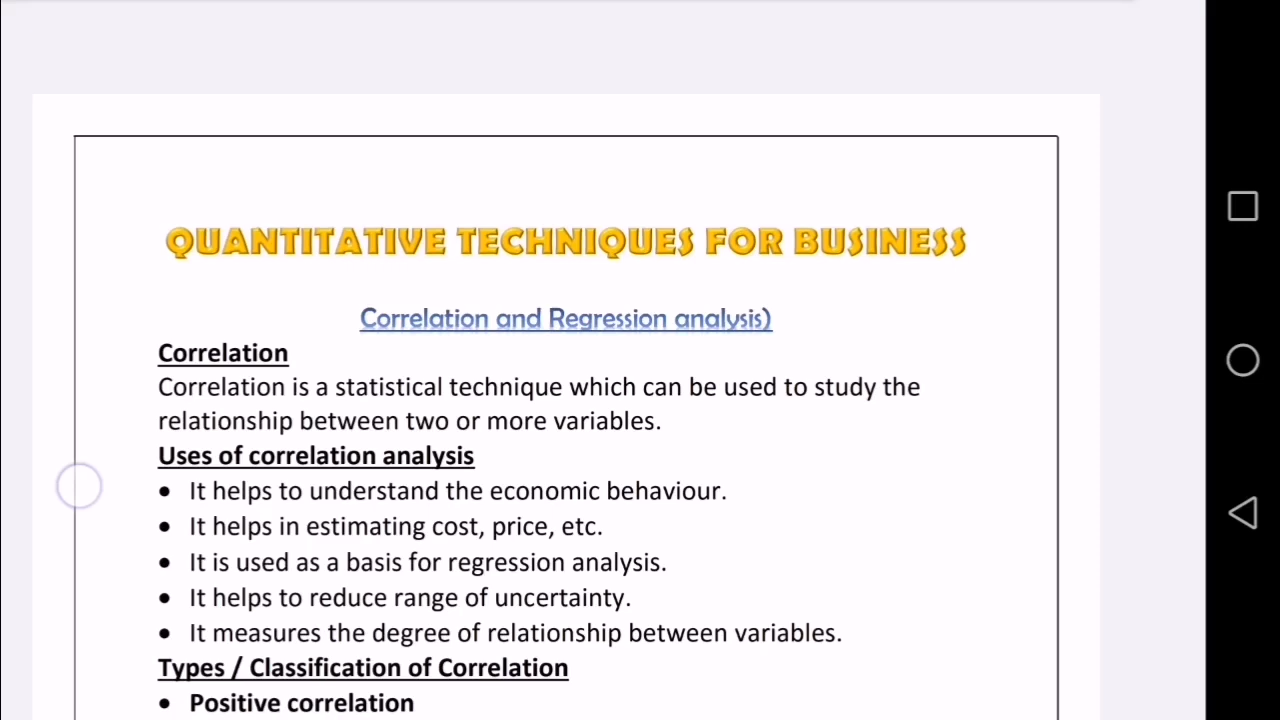 QUANTITATIVE TECHNIQUES FOR BUSINESS
Correlation and Regression analysis)
Correlation
Correlation is a statistical technique which can be used to study the
relationship between two or more variables.
Uses of correlation analysis
• It helps to understand the economic behaviour.
• It helps in estimating cost, price, etc.
• It is used as a basis for regression analysis.
• It helps to reduce range of uncertainty.
• It measures the degree of relationship between variables.
Types / Classification of Correlation
• Positive correlation